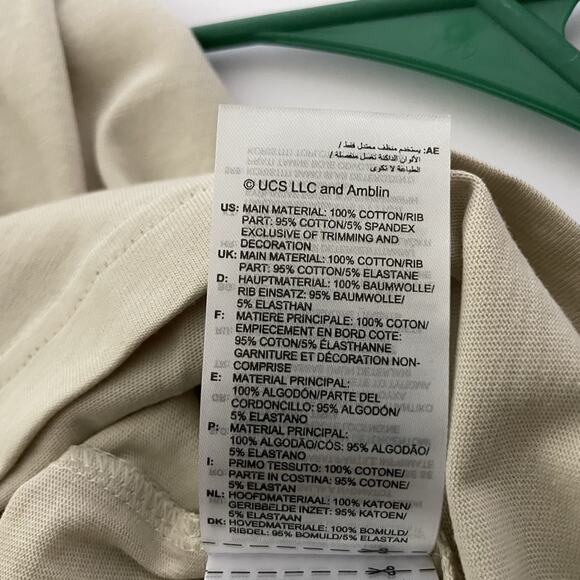 AE: يستخدم منظف معتدل فقط/
الألوان الداكنة تغسل منفصلة/
الطباعة لا تكوى
© UCS LLC and Amblin
US: MAIN MATERIAL: 100% COTTON/RIB
PART: 95% COTTON/5% SPANDEX
EXCLUSIVE OF TRIMMING AND
DECORATION
UK: MAIN MATERIAL: 100% COTTON/RIB
PART: 95% COTTON/5% ELASTANE
D: HAUPTMATERIAL: 100% BAUMWOLLE/
RIB EINSATZ: 95% BAUMWOLLE/
5% ELASTHAN
F: MATIERE PRINCIPALE: 100% COTON/
EMPIECEMENT EN BORD COTE:
95% COTON/5% ÉLASTHANNE
GARNITURE ET DÉCORATION NON-
COMPRISE
E: MATERIAL PRINCIPAL:
100% ALGODÓN/PARTE DEL
CORDONCILLO: 95% ALGODÓN/
5% ELASTANO
P: MATERIAL PRINCIPAL:
100% ALGODÃO/CÓS: 95% ALGODÃO/
5% ELASTANO
I: PRIMO TESSUTO: 100% COTONE/
PARTE IN COSTINA: 95% COTONE/
5% ELASTAN
NL: HOOFDMATERIAAL: 100% KATOEN/
GERIBBELDE INZET: 95% KATOEN/
5% ELASTAAN
DK: HOVEDMATERIALE: 100% BOMULD/
RIBDEL: 95% BOMULD/5% ELASTAN